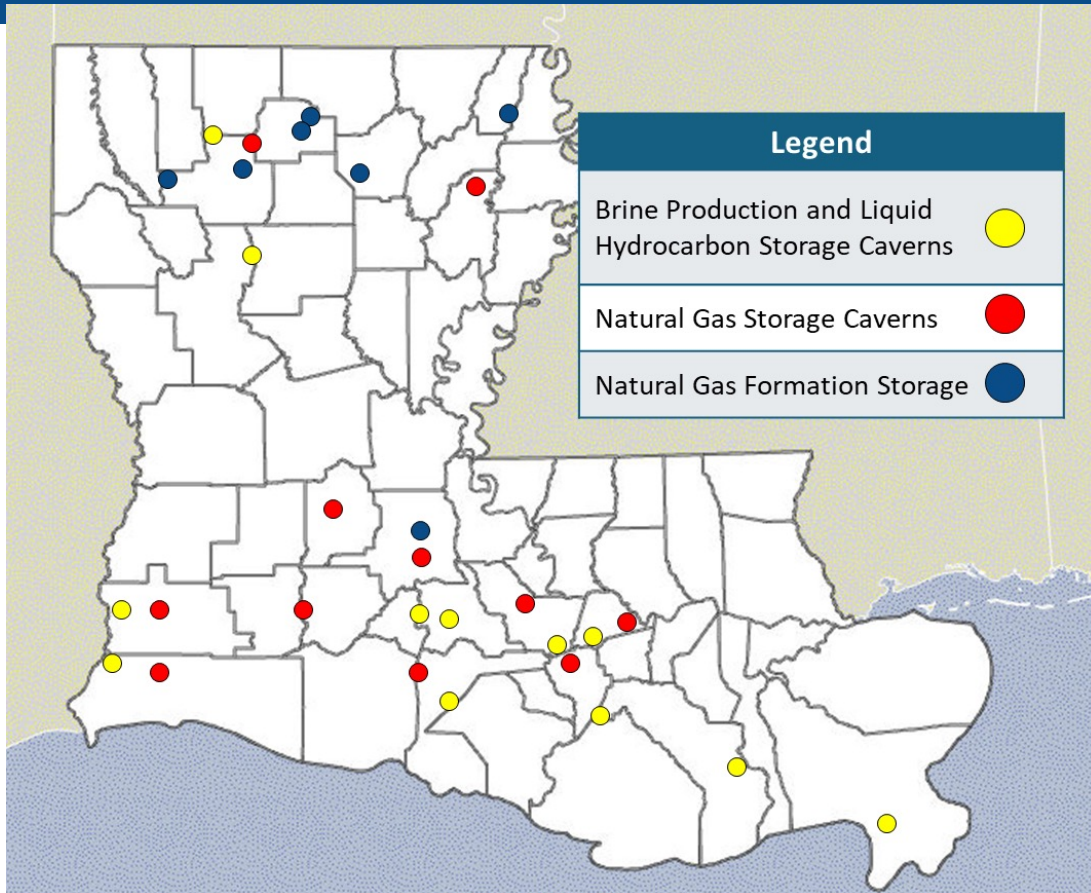 Legend
Brine Production and Liquid
Hydrocarbon Storage Caverns
Natural Gas Storage Caverns
Natural Gas Formation Storage